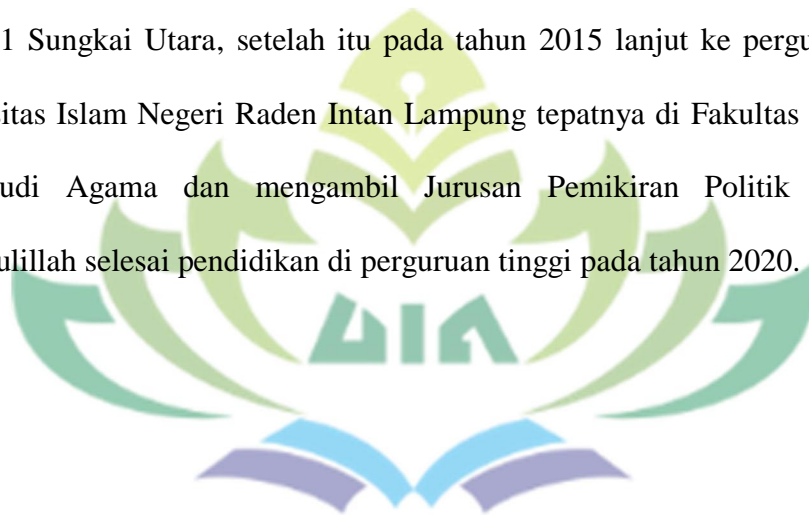 1 Sungkai Utara, setelah itu pada tahun 2015 lanjut ke pergu
itas Islam Negeri Raden Intan Lampung tepatnya di Fakultas
udi Agama dan mengambil Jurusan Pemikiran Politik
ulillah selesai pendidikan di perguruan tinggi pada tahun 2020.
UIN